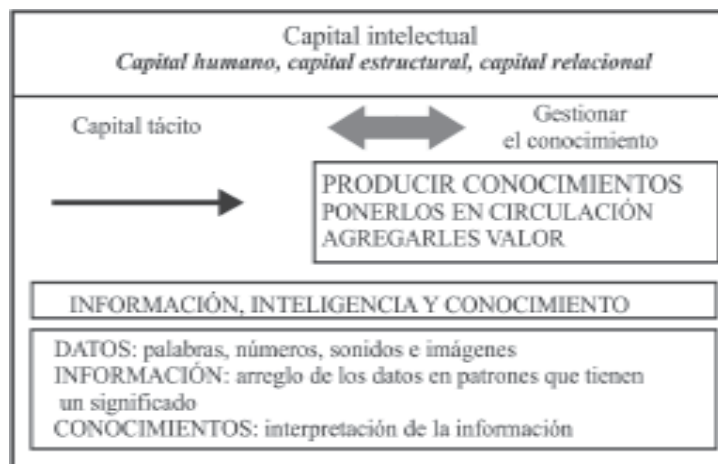 Capital intelectual
Capital humano, capital estructural, capital relacional
Capital tácito
Gestionar
el conocimiento
PRODUCIR CONOCIMIENTOS
PONERLOS EN CIRCULACIÓN
AGREGARLES VALOR
INFORMACIÓN, INTELIGENCIA Y CONOCIMIENTO
DATOS: palabras, números, sonidos e imágenes
INFORMACIÓN: arreglo de los datos en patrones que tienen
un significado
CONOCIMIENTOS: interpretación de la información